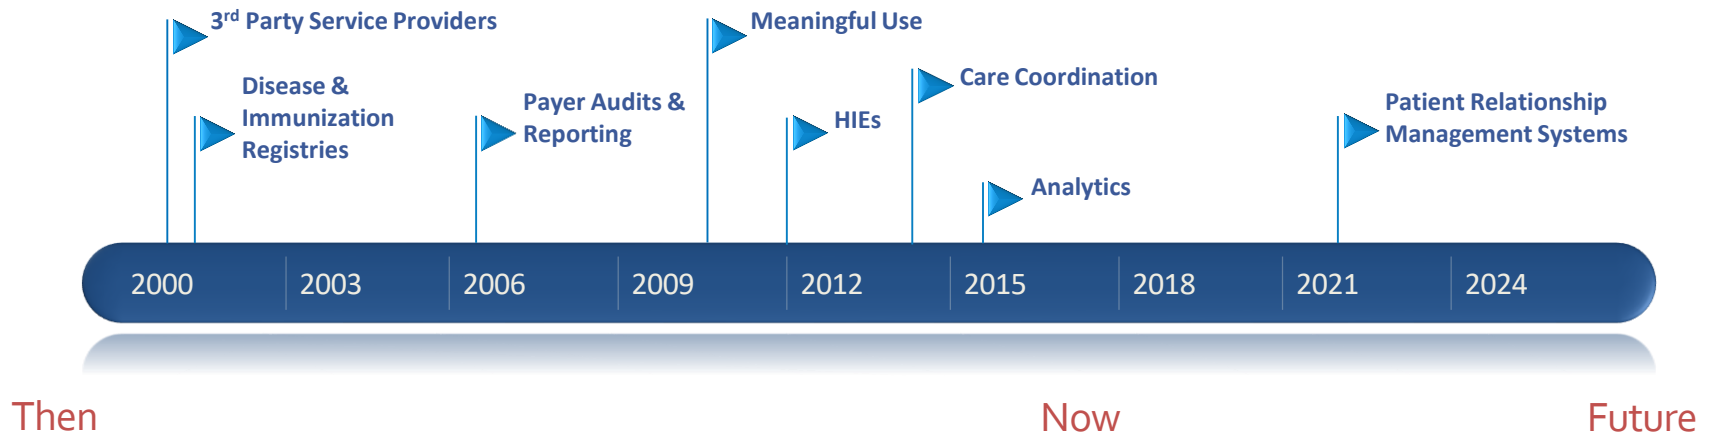 3rd Party Service Providers
Meaningful Use
Disease &
Immunization
Registries
Payer Audits &
Reporting
HIEs
Care Coordination
Analytics
Patient Relationship
Management Systems
2000 2003 2006 2009 2012 2015 2018 2021 2024
Then Now Future